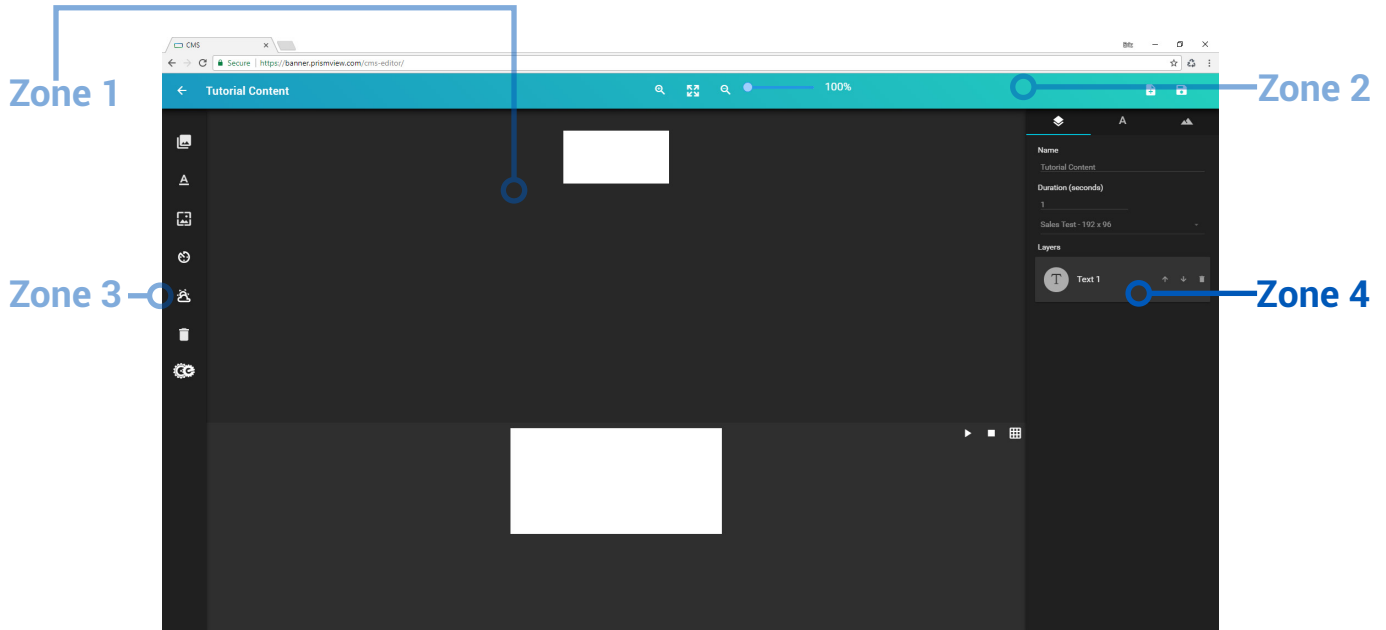 CMS
Secure | https://banner.prismview.com/cms-editor/
Zone 1
Tutorial Content
100%
Zone 2
A
A
Name
Tutorial Content
Duration (seconds)
1
Sales Test - 192 x 96
Layers
Zone 3
T Text 1
Zone 4